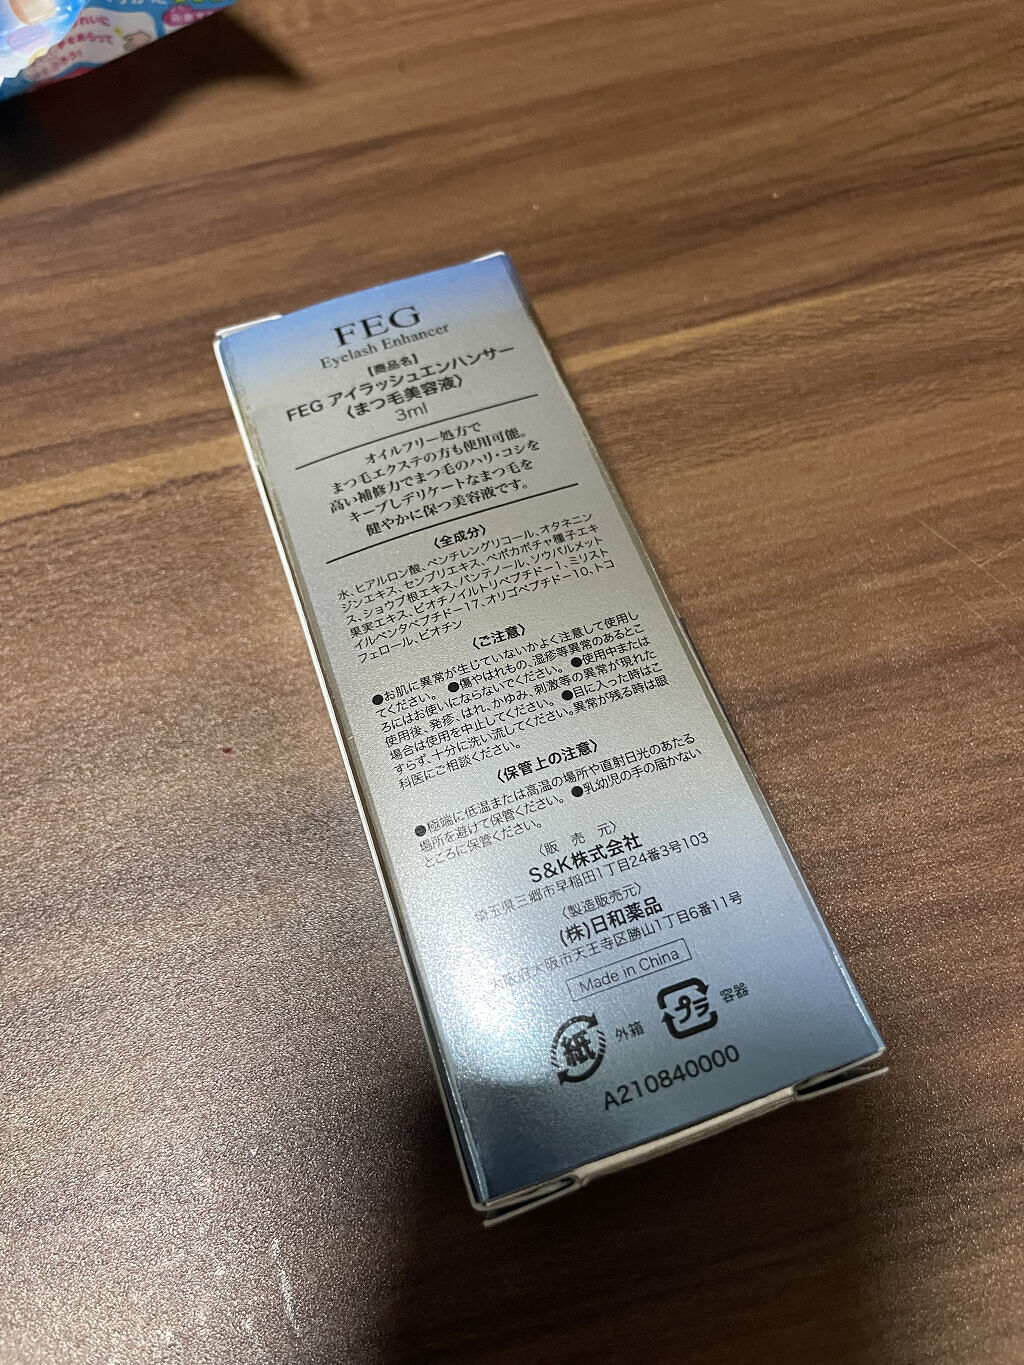 FEG
Eyelash Enhancer
【商品名】
FEG アイラッシュエンハンサー
〈まつ毛美容液〉
3ml
オイルフリー処方で
まつ毛エクステの方も使用可能。
高い補修力でまつ毛のハリ・コシを
キープしデリケートなまつ毛を
健やかに保つ美容液です。
〈全成分〉
水、ヒアルロン酸、ペンチレングリコール、オタネニン
ジンエキス、センブリエキス、ペポカボチャ種子エキ
ス、ショウブ根エキス、パンテノール、ソウパルメット
果実エキス、ビオチノイルトリペプチド-1、ミリスト
イルペンタペプチド-17、オリゴペプチド-10、トコ
フェロール、ビオチン
〈ご注意〉
●お肌に異常が生じていないかよく注意して使用し
てください。 ●傷やはれもの、湿疹等異常のあるとこ
ろにはお使いにならないでください。 ●使用中または
使用後、発疹、はれ、かゆみ、刺激等の異常が現れた
場合は使用を中止してください。 ●目に入った時はこ
すらず、十分に洗い流してください。異常が残る時は眼
科医にご相談ください。
〈保管上の注意〉
●極端に低温または高温の場所や直射日光のあたる
場所を避けて保管ください。 ●乳幼児の手の届かない
ところに保管ください。
〈販 売 元〉
S&K株式会社
埼玉県三郷市早稲田1丁目24番3号103
〈製造販売元〉
(株)日和薬品
大阪府大阪市天王寺区勝山1丁目6番11号
Made in China
紙 外箱 プラ 容器
A210840000